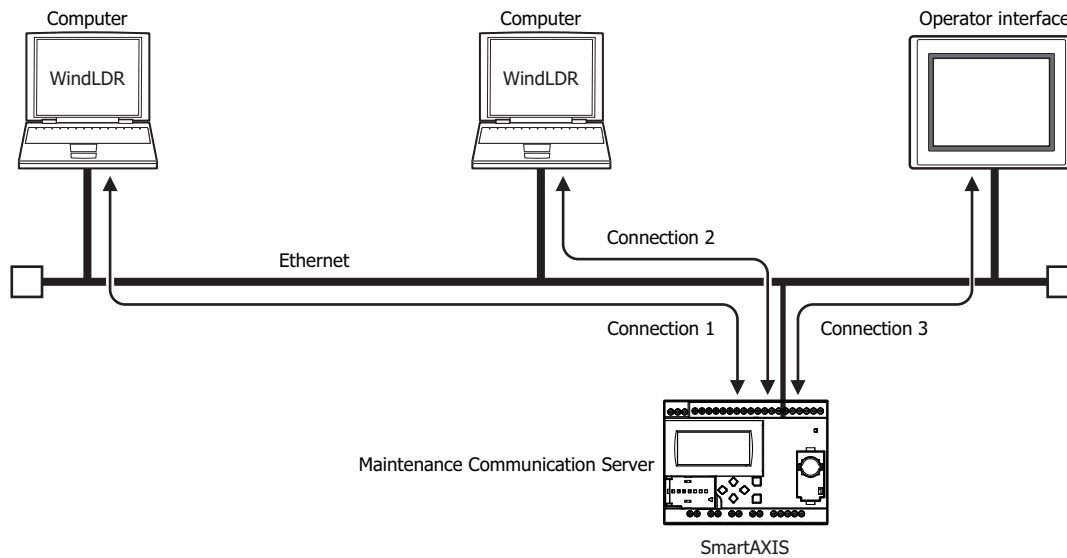 Computer
Computer
Operator interface
WindLDR
WindLDR
Connection 2
Ethernet
Connection 1
Connection 3
Maintenance Communication Server
SmartAXIS